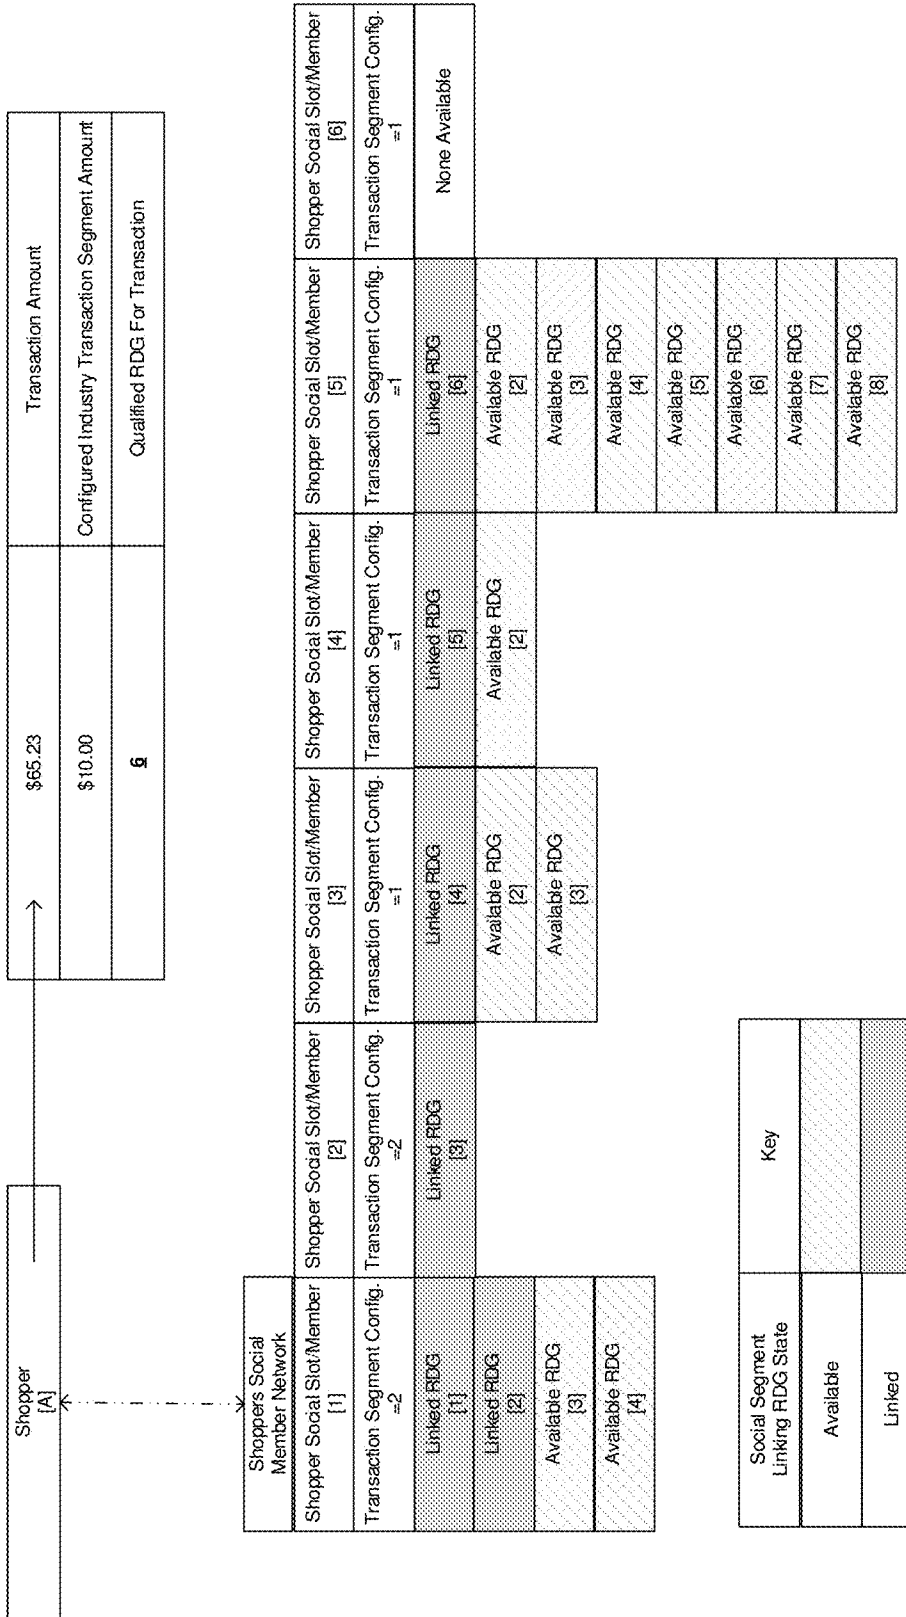 Shopper
[A]
$65.23
Transaction Amount
$10.00
Configured Industry Transaction Segment Amount
6
Qualified RDG For Transaction
Shoppers Social
Member Network
Shopper Social Slot/Member
[1]
Shopper Social Slot/Member
[2]
Shopper Social Slot/Member
[3]
Shopper Social Slot/Member
[4]
Shopper Social Slot/Member
[5]
Shopper Social Slot/Member
[6]
Transaction Segment Config.
=2
Transaction Segment Config.
=2
Transaction Segment Config.
=1
Transaction Segment Config.
=1
Transaction Segment Config.
=1
Transaction Segment Config.
=1
Linked RDG
[1]
Linked RDG
[3]
Linked RDG
[4]
Linked RDG
[5]
Linked RDG
[6]
None Available
Linked RDG
[2]
Available RDG
[2]
Available RDG
[2]
Available RDG
[2]
Available RDG
[3]
Available RDG
[3]
Available RDG
[3]
Available RDG
[4]
Available RDG
[4]
Available RDG
[5]
Available RDG
[6]
Available RDG
[7]
Available RDG
[8]
Social Segment
Linking RDG State
Key
Available
Linked